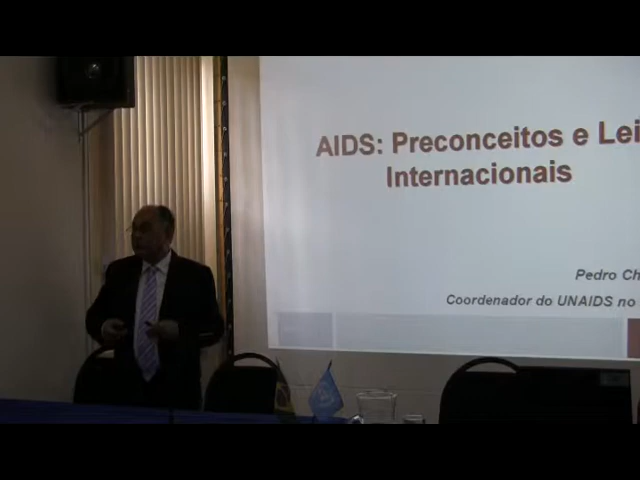 AIDS: Preconceitos e Lei
Internacionais
Pedro Ch
Coordenador do UNAIDS no